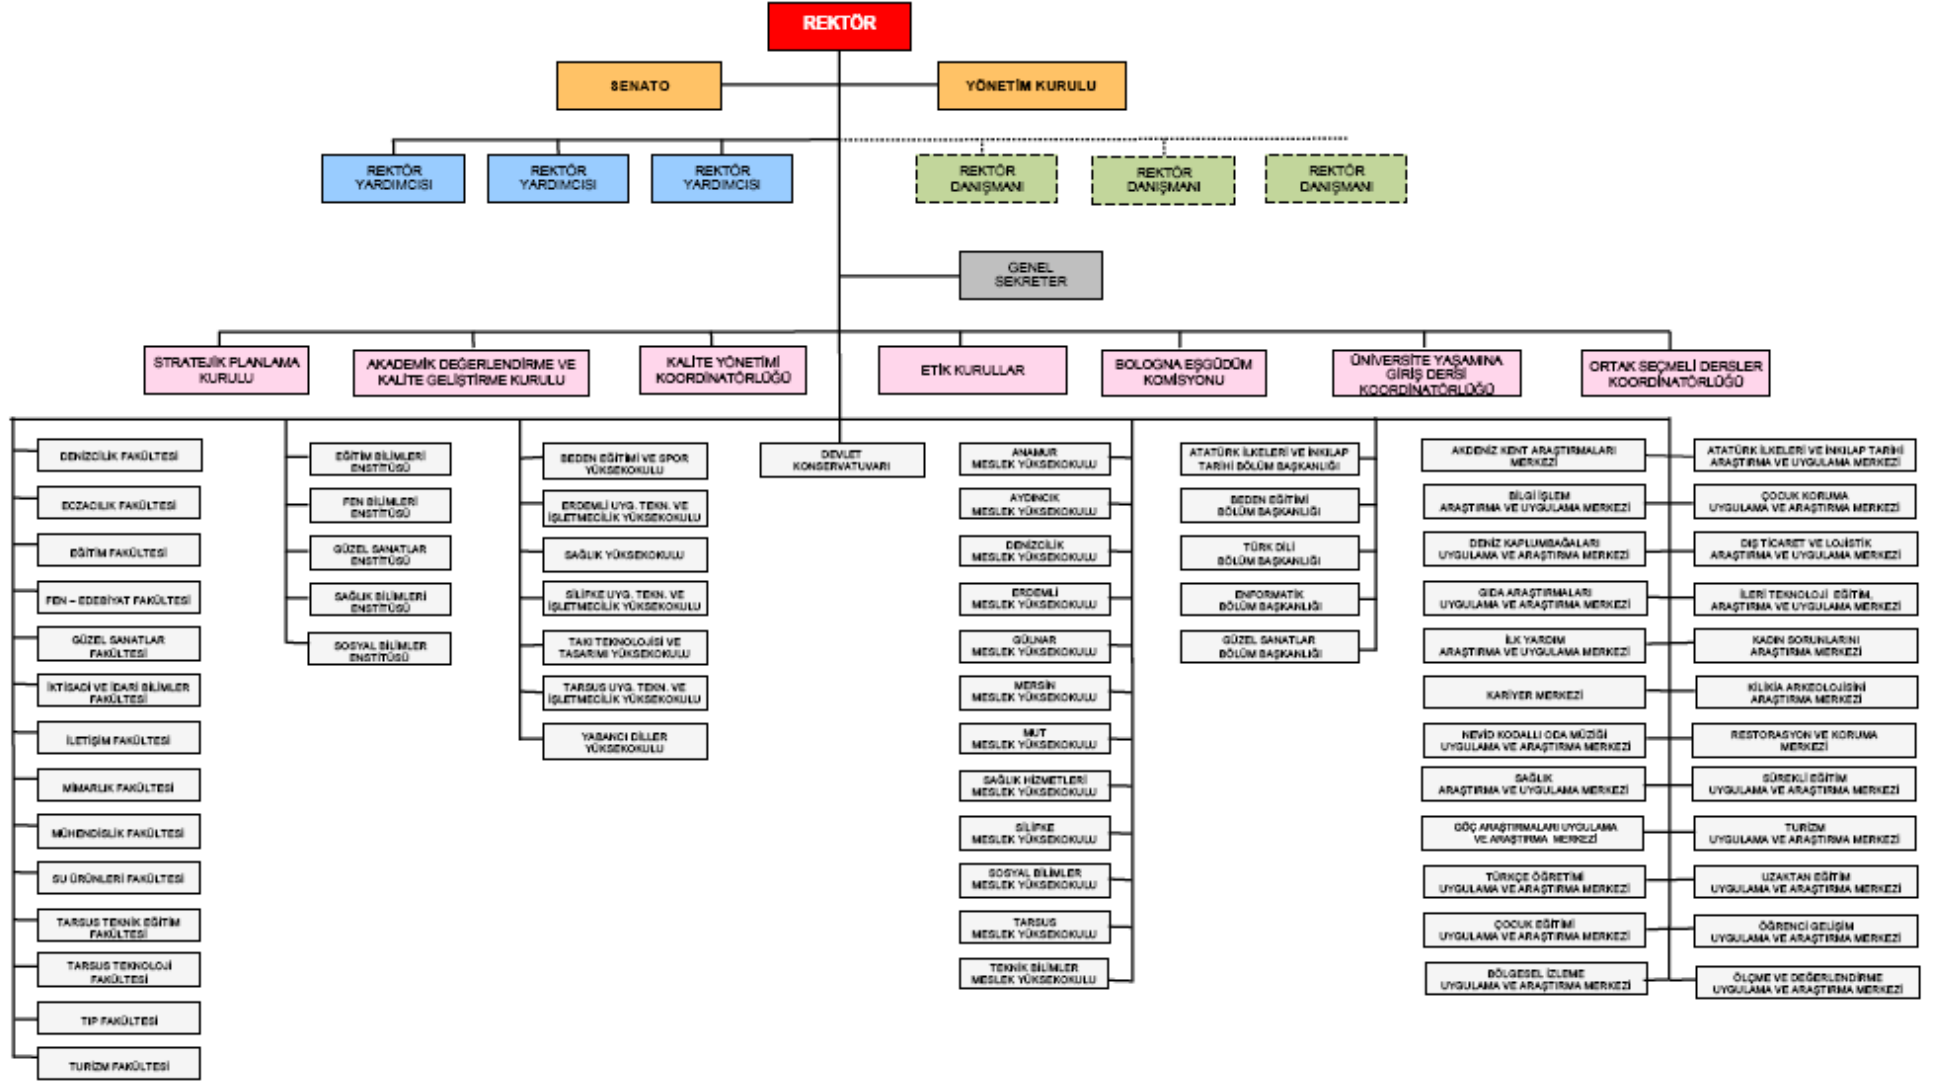 REKTÖR
SENATO
YÖNETİM KURULU
REKTÖR
YARDIMCISI
REKTÖR
YARDIMCISI
REKTÖR
YARDIMCISI
REKTÖR
DANIŞMANI
REKTÖR
DANIŞMANI
REKTÖR
DANIŞMANI
GENEL
SEKRETER
STRATEJİK PLANLAMA
KURULU
AKADEMİK DEĞERLENDİRME VE
KALİTE GELİŞTİRME KURULU
KALİTE YÖNETİMİ
KOORDİNATÖRLÜĞÜ
ETİK KURULLAR
BOLOGNA EŞGÜDÜM
KOMİSYONU
ÜNİVERSİTE YAŞAMINA
GİRİŞ DERSİ
KOORDİNATÖRLÜĞÜ
ORTAK SEÇMELİ DERSLER
KOORDİNATÖRLÜĞÜ
DENİZCİLİK FAKÜLTESİ
ECZACILIK FAKÜLTESİ
EĞİTİM FAKÜLTESİ
FEN – EDEBİYAT FAKÜLTESİ
GÜZEL SANATLAR
FAKÜLTESİ
İKTİSADİ VE İDARİ BİLİMLER
FAKÜLTESİ
İLETİŞİM FAKÜLTESİ
MİMARLIK FAKÜLTESİ
MÜHENDİSLİK FAKÜLTESİ
SU ÜRÜNLERİ FAKÜLTESİ
TARSUS TEKNİK EĞİTİM
FAKÜLTESİ
TARSUS TEKNOLOJİ
FAKÜLTESİ
TIP FAKÜLTESİ
TURİZM FAKÜLTESİ
EĞİTİM BİLİMLERİ
ENSTİTÜSÜ
FEN BİLİMLERİ
ENSTİTÜSÜ
GÜZEL SANATLAR
ENSTİTÜSÜ
SAĞLIK BİLİMLERİ
ENSTİTÜSÜ
SOSYAL BİLİMLER
ENSTİTÜSÜ
BEDEN EĞİTİMİ VE SPOR
YÜKSEKOKULU
ERDEMLİ UYG. TEKN. VE
İŞLETMECİLİK YÜKSEKOKULU
SAĞLIK YÜKSEKOKULU
SİLİFKE UYG. TEKN. VE
İŞLETMECİLİK YÜKSEKOKULU
TAKI TEKNOLOJİSİ VE
TASARIMI YÜKSEKOKULU
TARSUS UYG. TEKN. VE
İŞLETMECİLİK YÜKSEKOKULU
YABANCI DİLLER
YÜKSEKOKULU
DEVLET
KONSERVATUVARI
ANAMUR
MESLEK YÜKSEKOKULU
AYDINCIK
MESLEK YÜKSEKOKULU
DENİZCİLİK
MESLEK YÜKSEKOKULU
ERDEMLİ
MESLEK YÜKSEKOKULU
GÜLNAR
MESLEK YÜKSEKOKULU
MERSİN
MESLEK YÜKSEKOKULU
MUT
MESLEK YÜKSEKOKULU
SAĞLIK HİZMETLERİ
MESLEK YÜKSEKOKULU
SİLİFKE
MESLEK YÜKSEKOKULU
SOSYAL BİLİMLER
MESLEK YÜKSEKOKULU
TARSUS
MESLEK YÜKSEKOKULU
TEKNİK BİLİMLER
MESLEK YÜKSEKOKULU
ATATÜRK İLKELERİ VE İNKILAP
TARİHİ BÖLÜM BAŞKANLIĞI
BEDEN EĞİTİMİ
BÖLÜM BAŞKANLIĞI
TÜRK DİLİ
BÖLÜM BAŞKANLIĞI
ENFORMATİK
BÖLÜM BAŞKANLIĞI
GÜZEL SANATLAR
BÖLÜM BAŞKANLIĞI
AKDENİZ KENT ARAŞTIRMALARI
MERKEZİ
BİLGİ İŞLEM
ARAŞTIRMA VE UYGULAMA MERKEZİ
DENİZ KAPLUMBAĞALARI
UYGULAMA VE ARAŞTIRMA MERKEZİ
GIDA ARAŞTIRMALARI
UYGULAMA VE ARAŞTIRMA MERKEZİ
İLK YARDIM
ARAŞTIRMA VE UYGULAMA MERKEZİ
KARİYER MERKEZİ
NEVİD KODALLI ODA MÜZİĞİ
UYGULAMA VE ARAŞTIRMA MERKEZİ
SAĞLIK
ARAŞTIRMA VE UYGULAMA MERKEZİ
GÖÇ ARAŞTIRMALARI UYGULAMA
VE ARAŞTIRMA MERKEZİ
TÜRKÇE ÖĞRETİMİ
UYGULAMA VE ARAŞTIRMA MERKEZİ
ÇOCUK EĞİTİMİ
UYGULAMA VE ARAŞTIRMA MERKEZİ
BÖLGESEL İZLEME
UYGULAMA VE ARAŞTIRMA MERKEZİ
ATATÜRK İLKELERİ VE İNKILAP TARİHİ
ARAŞTIRMA VE UYGULAMA MERKEZİ
ÇOCUK KORUMA
UYGULAMA VE ARAŞTIRMA MERKEZİ
DIŞ TİCARET VE LOJİSTİK
ARAŞTIRMA VE UYGULAMA MERKEZİ
İLERİ TEKNOLOJİ EĞİTİM,
ARAŞTIRMA VE UYGULAMA MERKEZİ
KADIN SORUNLARINI
ARAŞTIRMA MERKEZİ
KİLİKİA ARKEOLOJİSİNİ
ARAŞTIRMA MERKEZİ
RESTORASYON VE KORUMA
MERKEZİ
SÜREKLİ EĞİTİM
UYGULAMA VE ARAŞTIRMA MERKEZİ
TURİZM
UYGULAMA VE ARAŞTIRMA MERKEZİ
UZAKTAN EĞİTİM
UYGULAMA VE ARAŞTIRMA MERKEZİ
ÖĞRENCİ GELİŞİM
UYGULAMA VE ARAŞTIRMA MERKEZİ
ÖLÇME VE DEĞERLENDİRME
UYGULAMA VE ARAŞTIRMA MERKEZİ